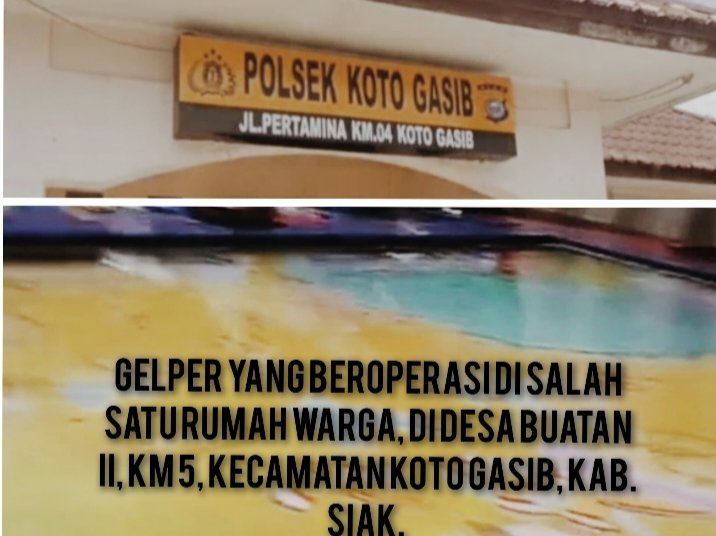 POLSEK KOTO GASIB
JL.PERTAMINA KM.04 KOTO GASIB
GELPER YANG BEROPERASI DI SALAH
SATU RUMAH WARGA, DI DESA BUATAN
II, KM 5, KECAMATAN KOTO GASIB, KAB.
SIAK.